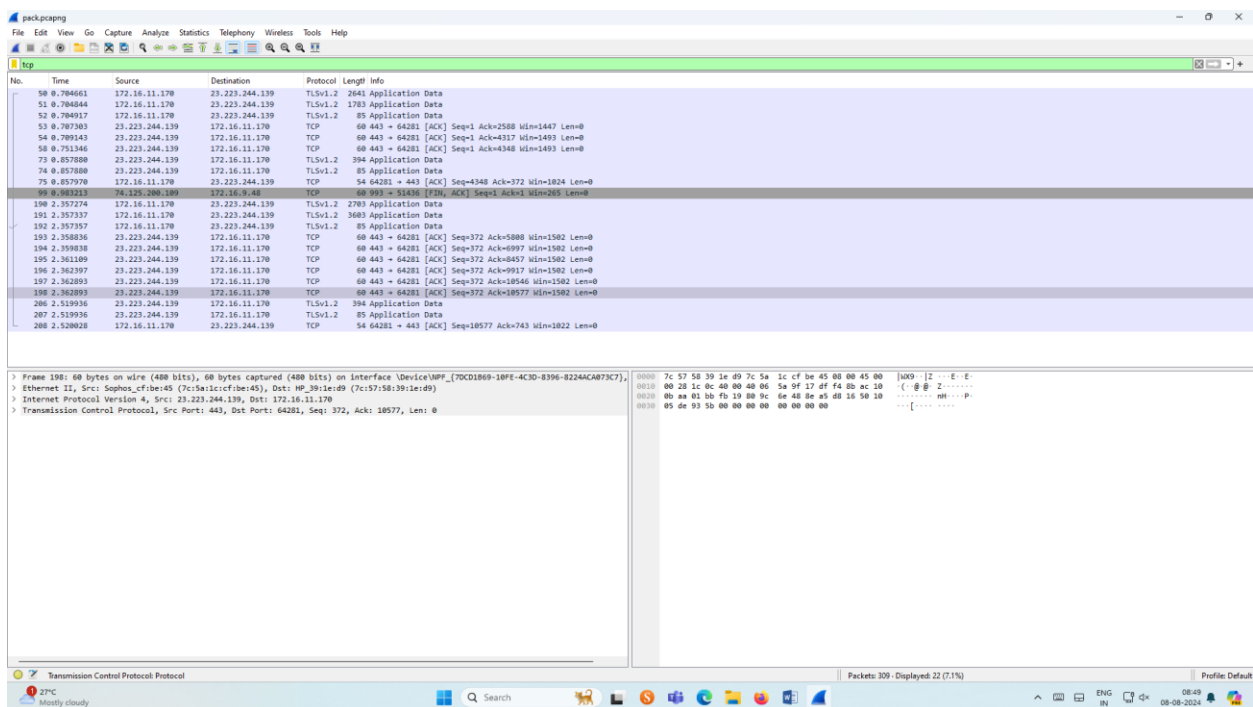 pack.pcapng
File Edit View Go Capture Analyze Statistics Telephony Wireless Tools Help
tcp
No. Time Source Destination Protocol Length Info
50 0.704661 172.16.11.170 23.223.244.139 TLSv1.2 2641 Application Data
51 0.704844 172.16.11.170 23.223.244.139 TLSv1.2 1783 Application Data
52 0.704917 172.16.11.170 23.223.244.139 TLSv1.2 85 Application Data
53 0.707303 23.223.244.139 172.16.11.170 TCP 60 443 → 64281 [ACK] Seq=1 Ack=2588 Win=1447 Len=0
54 0.709143 23.223.244.139 172.16.11.170 TCP 60 443 → 64281 [ACK] Seq=1 Ack=4317 Win=1493 Len=0
58 0.751346 23.223.244.139 172.16.11.170 TCP 60 443 → 64281 [ACK] Seq=1 Ack=4348 Win=1493 Len=0
73 0.857880 23.223.244.139 172.16.11.170 TLSv1.2 394 Application Data
74 0.857880 23.223.244.139 172.16.11.170 TLSv1.2 85 Application Data
75 0.857970 172.16.11.170 23.223.244.139 TCP 54 64281 → 443 [ACK] Seq=4348 Ack=372 Win=1024 Len=0
99 0.983213 74.125.200.109 172.16.9.48 TCP 60 993 → 51436 [FIN, ACK] Seq=1 Ack=1 Win=265 Len=0
190 2.357274 172.16.11.170 23.223.244.139 TLSv1.2 2703 Application Data
191 2.357337 172.16.11.170 23.223.244.139 TLSv1.2 3603 Application Data
192 2.357357 172.16.11.170 23.223.244.139 TLSv1.2 85 Application Data
193 2.358836 23.223.244.139 172.16.11.170 TCP 60 443 → 64281 [ACK] Seq=372 Ack=5808 Win=1502 Len=0
194 2.359838 23.223.244.139 172.16.11.170 TCP 60 443 → 64281 [ACK] Seq=372 Ack=6997 Win=1502 Len=0
195 2.361109 23.223.244.139 172.16.11.170 TCP 60 443 → 64281 [ACK] Seq=372 Ack=8457 Win=1502 Len=0
196 2.362397 23.223.244.139 172.16.11.170 TCP 60 443 → 64281 [ACK] Seq=372 Ack=9917 Win=1502 Len=0
197 2.362893 23.223.244.139 172.16.11.170 TCP 60 443 → 64281 [ACK] Seq=372 Ack=10546 Win=1502 Len=0
198 2.362893 23.223.244.139 172.16.11.170 TCP 60 443 → 64281 [ACK] Seq=372 Ack=10577 Win=1502 Len=0
206 2.519936 23.223.244.139 172.16.11.170 TLSv1.2 394 Application Data
207 2.519936 23.223.244.139 172.16.11.170 TLSv1.2 85 Application Data
208 2.520028 172.16.11.170 23.223.244.139 TCP 54 64281 → 443 [ACK] Seq=10577 Ack=743 Win=1022 Len=0
> Frame 198: 60 bytes on wire (480 bits), 60 bytes captured (480 bits) on interface \Device\NPF_{7DCD1B69-10FE-4C3D-8396-8224ACA073C7},
> Ethernet II, Src: Sophos_cf:be:45 (7c:5a:1c:cf:be:45), Dst: HP_39:1e:d9 (7c:57:58:39:1e:d9)
> Internet Protocol Version 4, Src: 23.223.244.139, Dst: 172.16.11.170
> Transmission Control Protocol, Src Port: 443, Dst Port: 64281, Seq: 372, Ack: 10577, Len: 0
0000 7c 57 58 39 1e d9 7c 5a 1c cf be 45 08 00 45 00 |WX9··|Z ···E··E·
0010 00 28 1c 0c 40 00 40 06 5a 9f 17 df f4 8b ac 10 ·(··@·@· Z·······
0020 0b aa 01 bb fb 19 80 9c 6e 48 8e a5 d8 16 50 10 ········ nH····P·
0030 05 de 93 5b 00 00 00 00 00 00 00 00 ···[···· ····
Transmission Control Protocol: Protocol
Packets: 309 · Displayed: 22 (7.1%)
Profile: Default
27°C
Mostly cloudy
Search
ENG
IN
08:49
08-08-2024